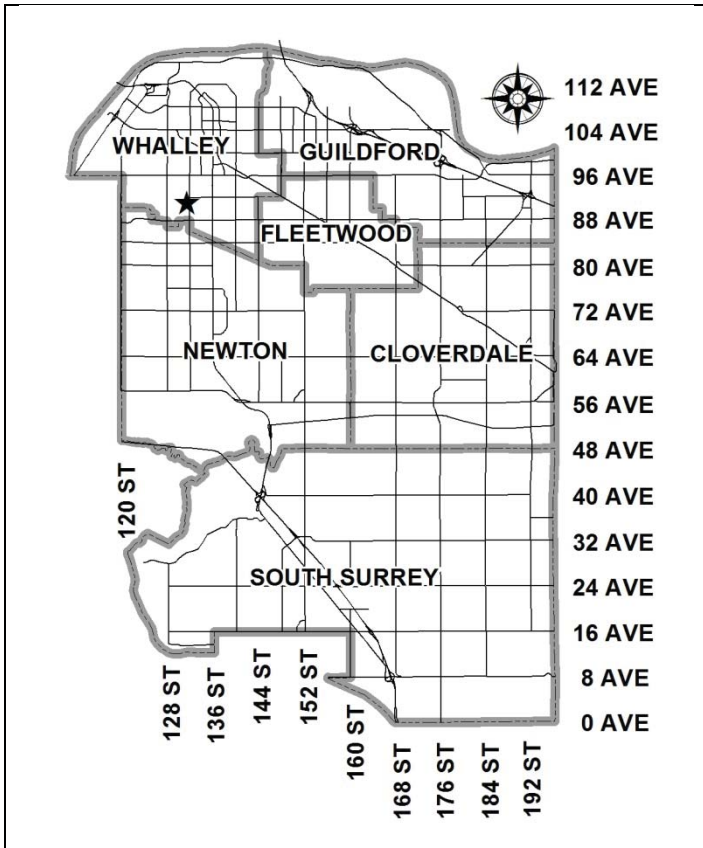 112 AVE
104 AVE
WHALLEY
GUILDFORD
96 AVE
88 AVE
FLEETWOOD
80 AVE
72 AVE
NEWTON
CLOVERDALE
64 AVE
56 AVE
48 AVE
120 ST
40 AVE
32 AVE
SOUTH SURREY
24 AVE
16 AVE
128 ST
136 ST
144 ST
152 ST
160 ST
8 AVE
0 AVE
168 ST
176 ST
184 ST
192 ST